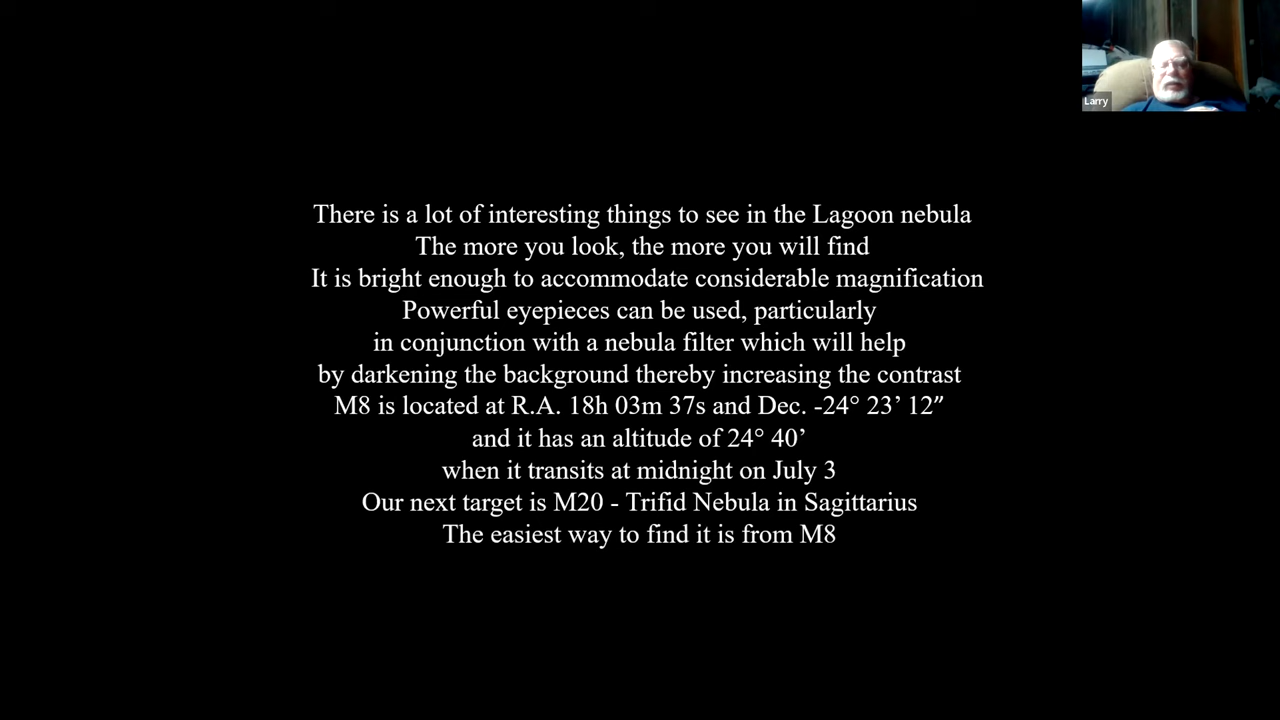 Larry
There is a lot of interesting things to see in the Lagoon nebula
The more you look, the more you will find
It is bright enough to accommodate considerable magnification
Powerful eyepieces can be used, particularly
in conjunction with a nebula filter which will help
by darkening the background thereby increasing the contrast
M8 is located at R.A. 18h 03m 37s and Dec. -24° 23’ 12”
and it has an altitude of 24° 40’
when it transits at midnight on July 3
Our next target is M20 - Trifid Nebula in Sagittarius
The easiest way to find it is from M8